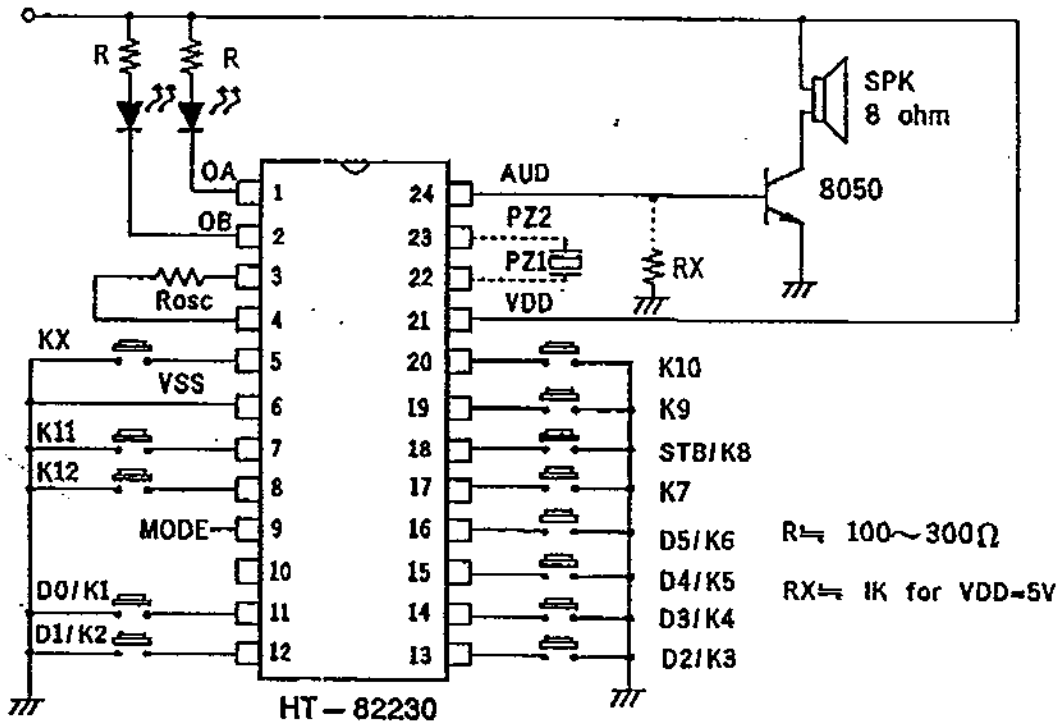 R
R
SPK
8 ohm
8050
OA
OB
1
2
3
4
5
6
7
8
9
10
11
12
24
23
22
21
20
19
18
17
16
15
14
13
AUD
PZ2
PZ1
VDD
RX
Rosc
KX
VSS
K11
K12
MODE
D0/K1
D1/K2
K10
K9
STB/K8
K7
D5/K6
D4/K5
D3/K4
D2/K3
R≒ 100~300Ω
RX≒ 1K for VDD=5V
HT-82230